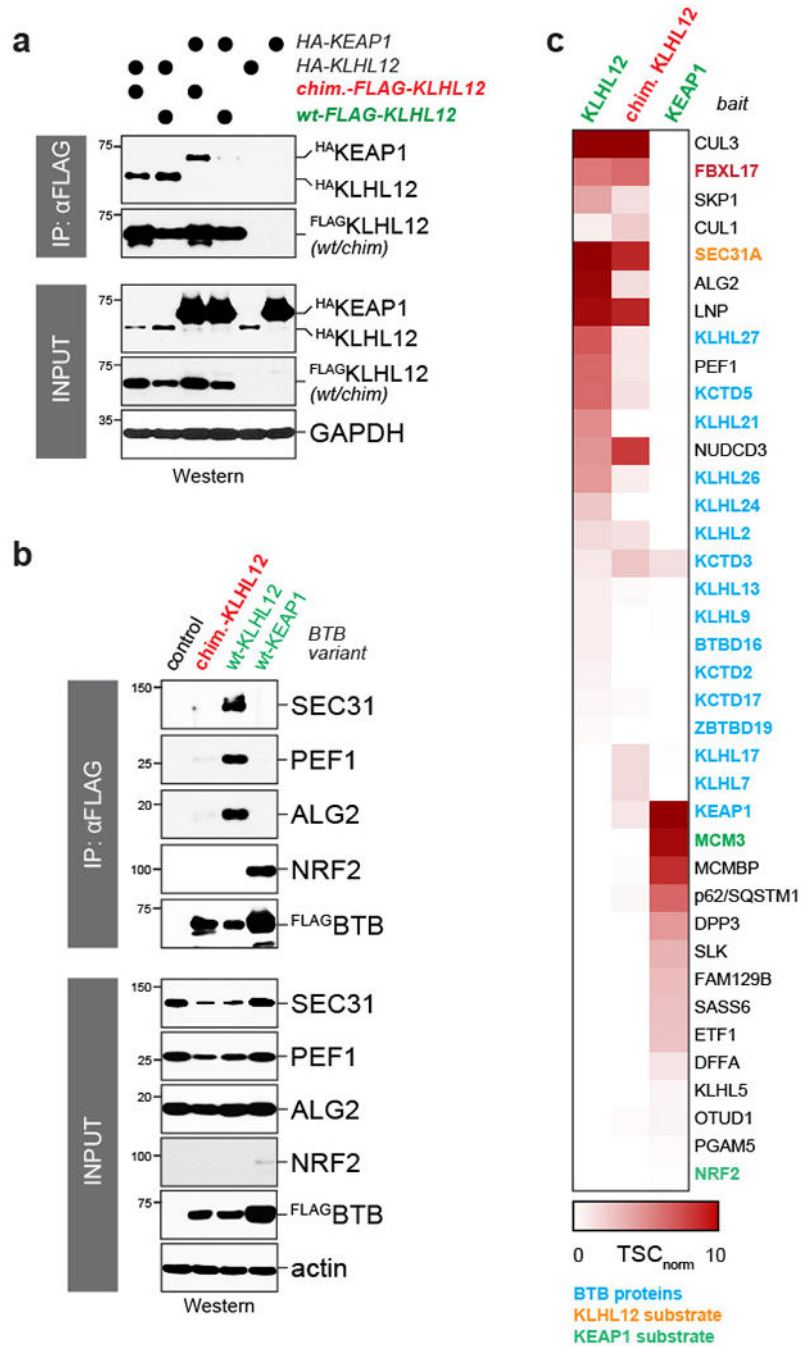 a
HA-KEAP1
HA-KLHL12
chim.-FLAG-KLHL12
wt-FLAG-KLHL12
IP: αFLAG
75
HAKEAP1
HAKLHL12
75
FLAGKLHL12
(wt/chim)
INPUT
75
HAKEAP1
HAKLHL12
75
FLAGKLHL12
(wt/chim)
35
GAPDH
Western
b
control
chim.-KLHL12
wt-KLHL12
wt-KEAP1
BTB
variant
IP: αFLAG
150
SEC31
25
PEF1
20
ALG2
100
NRF2
75
FLAGBTB
INPUT
150
SEC31
25
PEF1
20
ALG2
100
NRF2
75
FLAGBTB
actin
Western
c
KLHL12
chim. KLHL12
KEAP1
bait
CUL3
FBXL17
SKP1
CUL1
SEC31A
ALG2
LNP
KLHL27
PEF1
KCTD5
KLHL21
NUDCD3
KLHL26
KLHL24
KLHL2
KCTD3
KLHL13
KLHL9
BTBD16
KCTD2
KCTD17
ZBTBD19
KLHL17
KLHL7
KEAP1
MCM3
MCMBP
p62/SQSTM1
DPP3
SLK
FAM129B
SASS6
ETF1
DFFA
KLHL5
OTUD1
PGAM5
NRF2
0 TSCnorm 10
BTB proteins
KLHL12 substrate
KEAP1 substrate